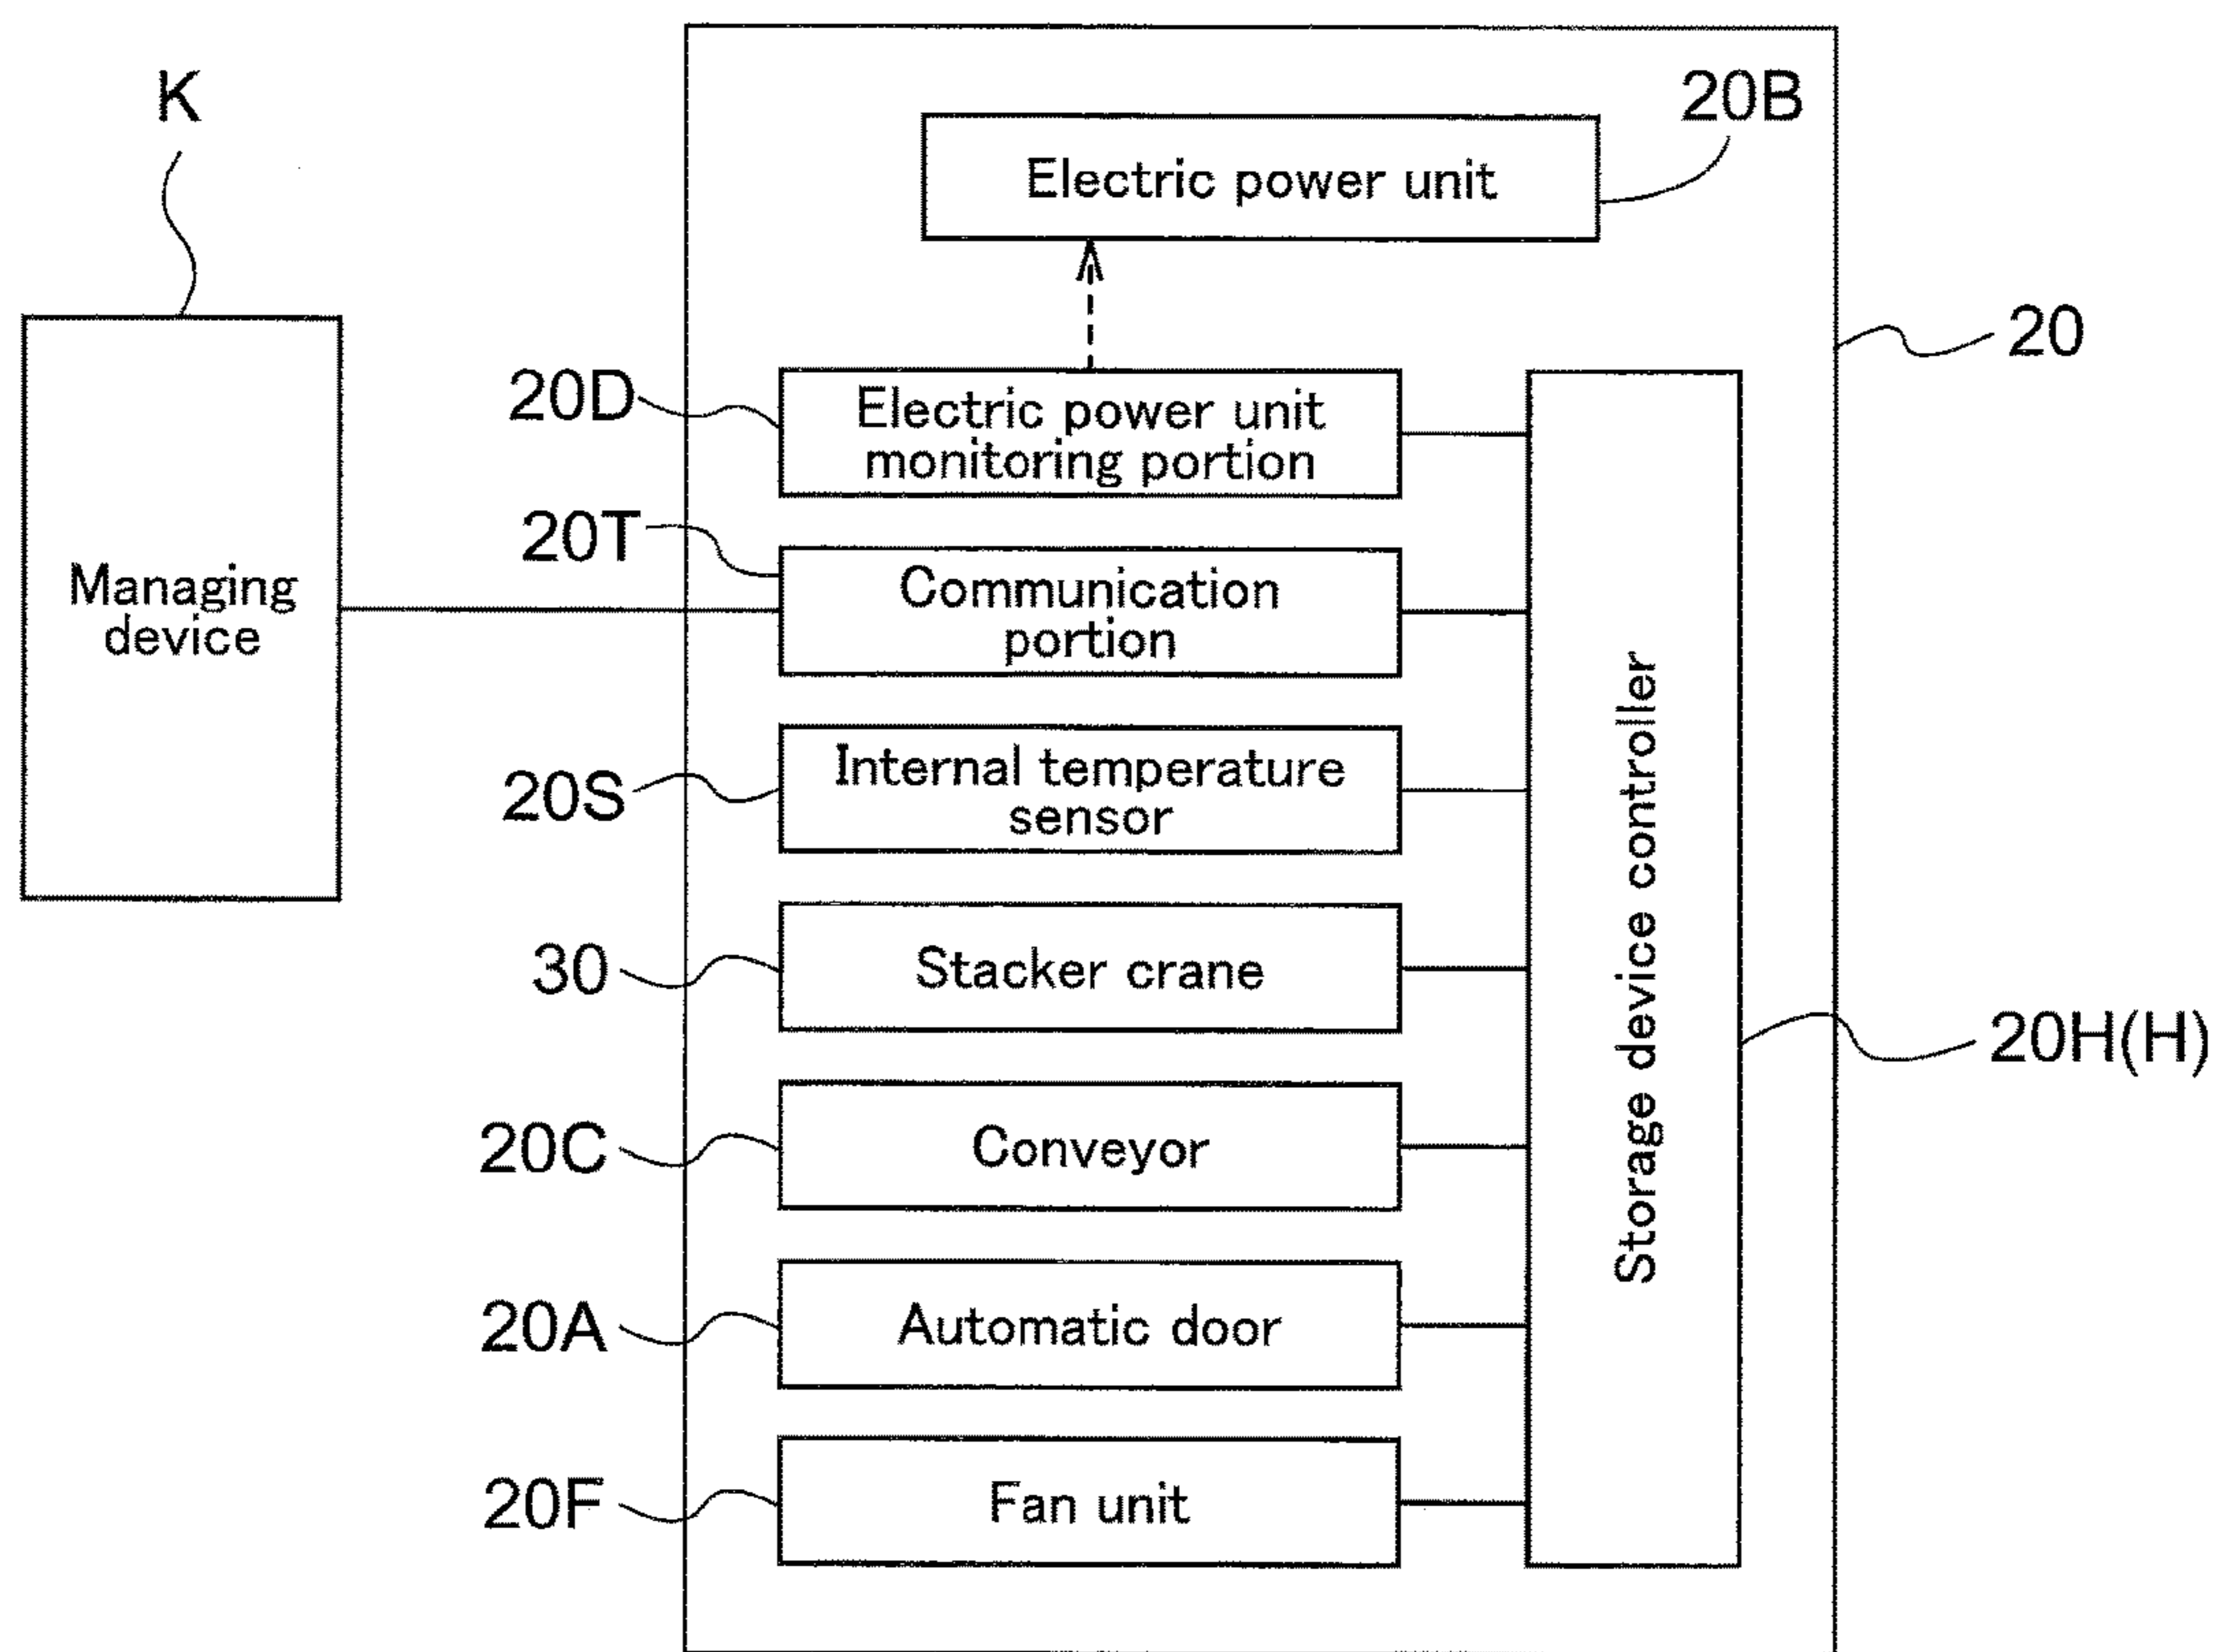 K
20B
Electric power unit
20
20D
Electric power unit
monitoring portion
20T
Communication
portion
Managing
device
Internal temperature
sensor
20S
Storage device controller
30
Stacker crane
20H(H)
20C
Conveyor
20A
Automatic door
20F
Fan unit